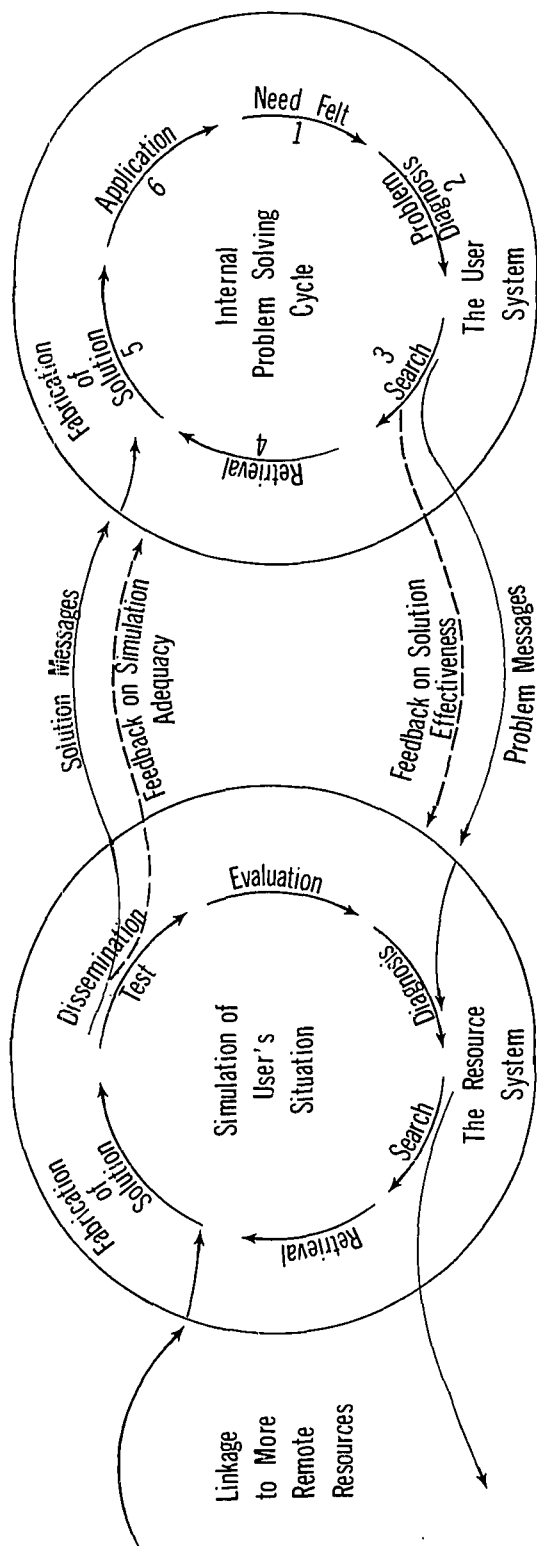 Linkage
to More
Remote
Resources
Dissemination
Fabrication
of
Solution
Test
Evaluation
Simulation of
User's
Situation
Diagnosis
Search
Retrieval
The Resource
System
Solution Messages
Feedback on Simulation
Adequacy
Feedback on Solution
Effectiveness
Problem Messages
Fabrication
of
Solution
5
Application
6
Need Felt
1
Internal
Problem Solving
Cycle
Problem
Diagnosis
2
Search
3
Retrieval
4
The User
System